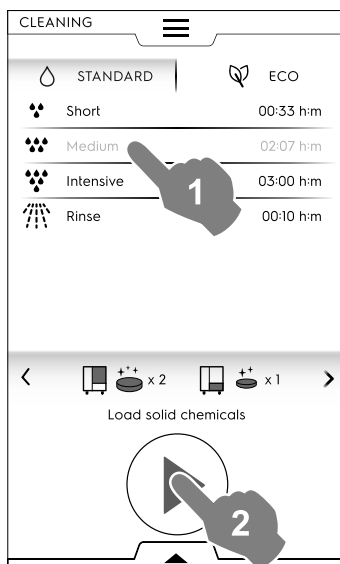 CLEANING
STANDARD ECO
Short 00:33 h:m
Medium 02:07 h:m
Intensive 03:00 h:m
Rinse 00:10 h:m
1
x 2 x 1
Load solid chemicals
2